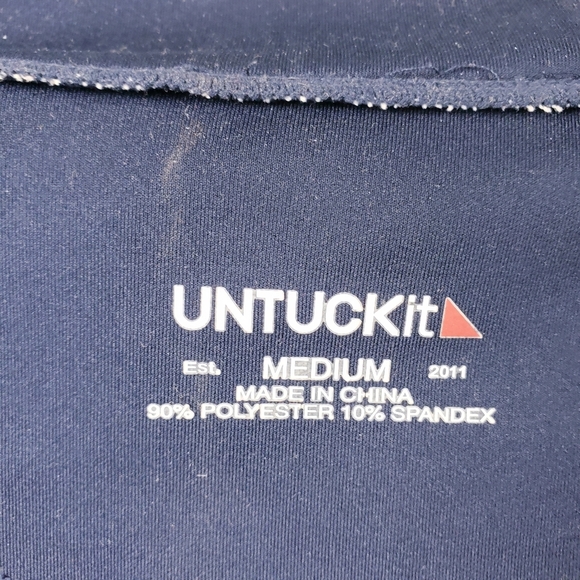 UNTUCKit
Est. MEDIUM 2011
MADE IN CHINA
90% POLYESTER 10% SPANDEX